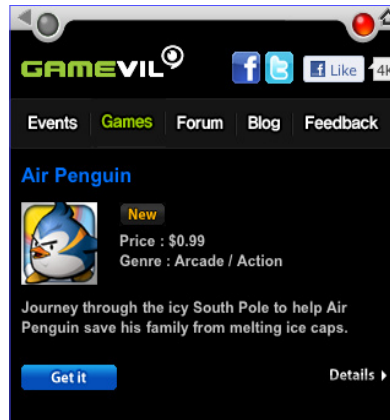 GAMEVIL
f Like 4K
Events Games Forum Blog Feedback
Air Penguin
New
Price : $0.99
Genre : Arcade / Action
Journey through the icy South Pole to help Air
Penguin save his family from melting ice caps.
Get it
Details